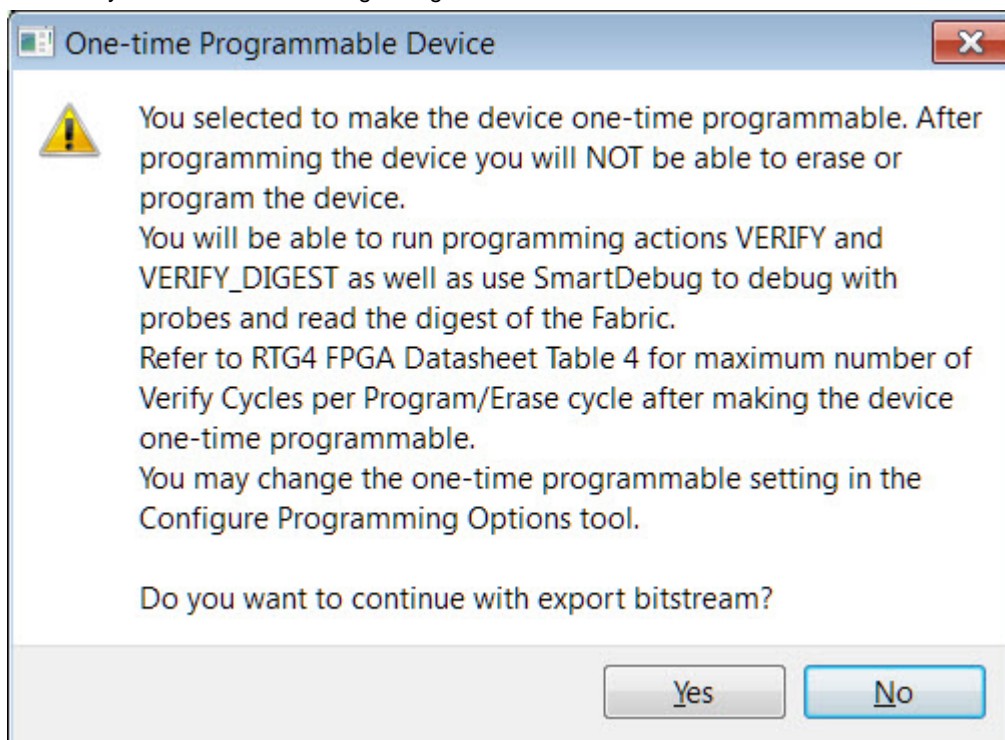 One-time Programmable Device
You selected to make the device one-time programmable. After
programming the device you will NOT be able to erase or
program the device.
You will be able to run programming actions VERIFY and
VERIFY_DIGEST as well as use SmartDebug to debug with
probes and read the digest of the Fabric.
Refer to RTG4 FPGA Datasheet Table 4 for maximum number of
Verify Cycles per Program/Erase cycle after making the device
one-time programmable.
You may change the one-time programmable setting in the
Configure Programming Options tool.
Do you want to continue with export bitstream?
Yes
No